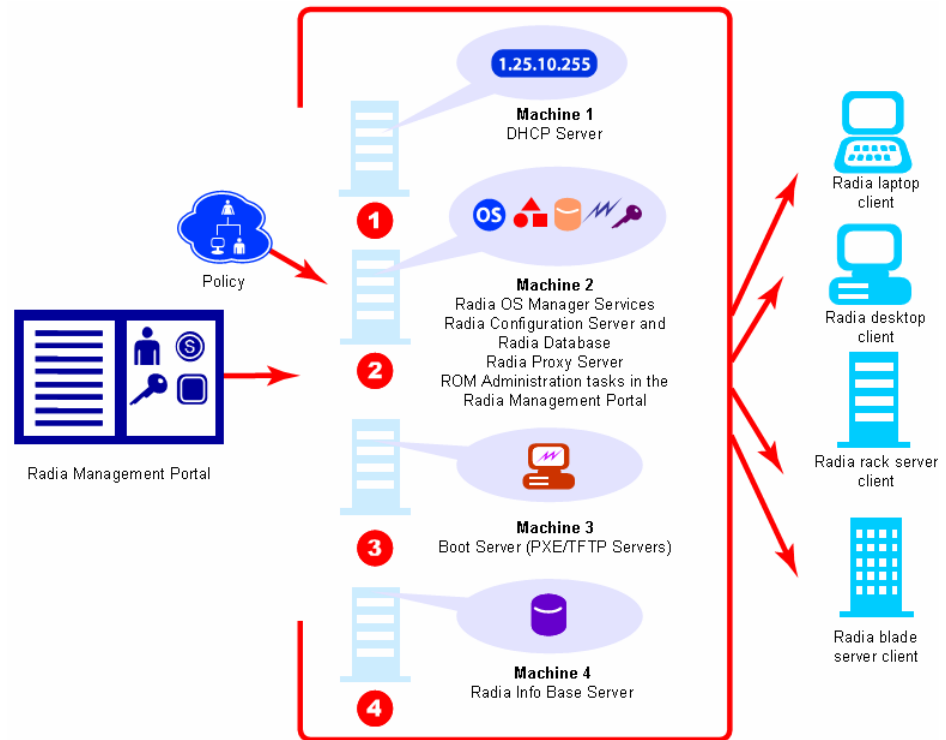 1.25.10.255
Machine 1
DHCP Server
1
Policy
OS
Machine 2
Radia OS Manager Services
Radia Configuration Server and
Radia Database
Radia Proxy Server
ROM Administration tasks in the
Radia Management Portal
2
S
Radia Management Portal
Machine 3
Boot Server (PXE/TFTP Servers)
3
Machine 4
Radia Info Base Server
4
Radia laptop
client
Radia desktop
client
Radia rack server
client
Radia blade
server client